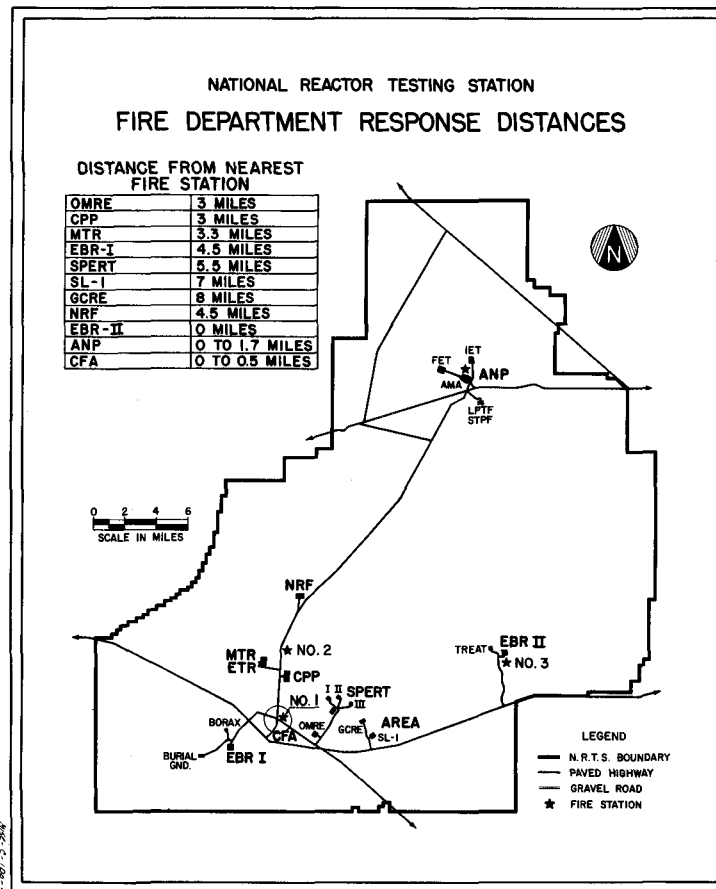 NATIONAL REACTOR TESTING STATION
FIRE DEPARTMENT RESPONSE DISTANCES
DISTANCE FROM NEAREST
FIRE STATION
OMRE 3 MILES
CPP 3 MILES
MTR 3.3 MILES
EBR-I 4.5 MILES
SPERT 5.5 MILES
SL-1 7 MILES
GCRE 8 MILES
NRF 4.5 MILES
EBR-II 0 MILES
ANP 0 TO 1.7 MILES
CFA 0 TO 0.5 MILES
N
FET
IET
AMA
ANP
LPTF
STPF
0 2 4 6
SCALE IN MILES
NRF
NO. 2
MTR
ETR
CPP
TREAT
EBR II
NO. 3
NO. 1
I II
SPERT
III
BORAX
CFA
OMRE
GCRE
AREA
SL-1
BURIAL
GND.
EBR I
LEGEND
N.R.T.S. BOUNDARY
PAVED HIGHWAY
GRAVEL ROAD
FIRE STATION